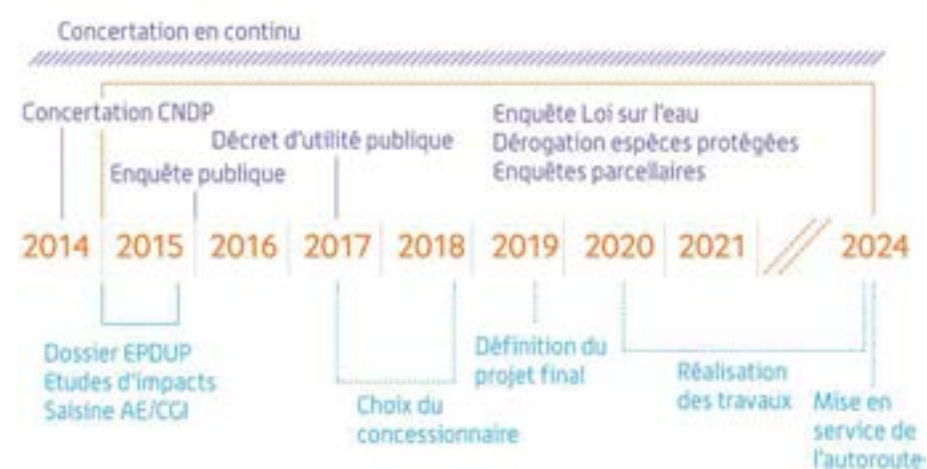 Concertation en continu
Concertation CNDP
Décret d'utilité publique
Enquête publique
Enquête Loi sur l'eau
Dérogation espèces protégées
Enquêtes parcellaires
2014 2015 2016 2017 2018 2019 2020 2021 2024
Dossier EPDUP
Etudes d'impacts
Saisine AE/CGI
Choix du
concessionnaire
Définition du
projet final
Réalisation
des travaux
Mise en
service de
l'autoroute